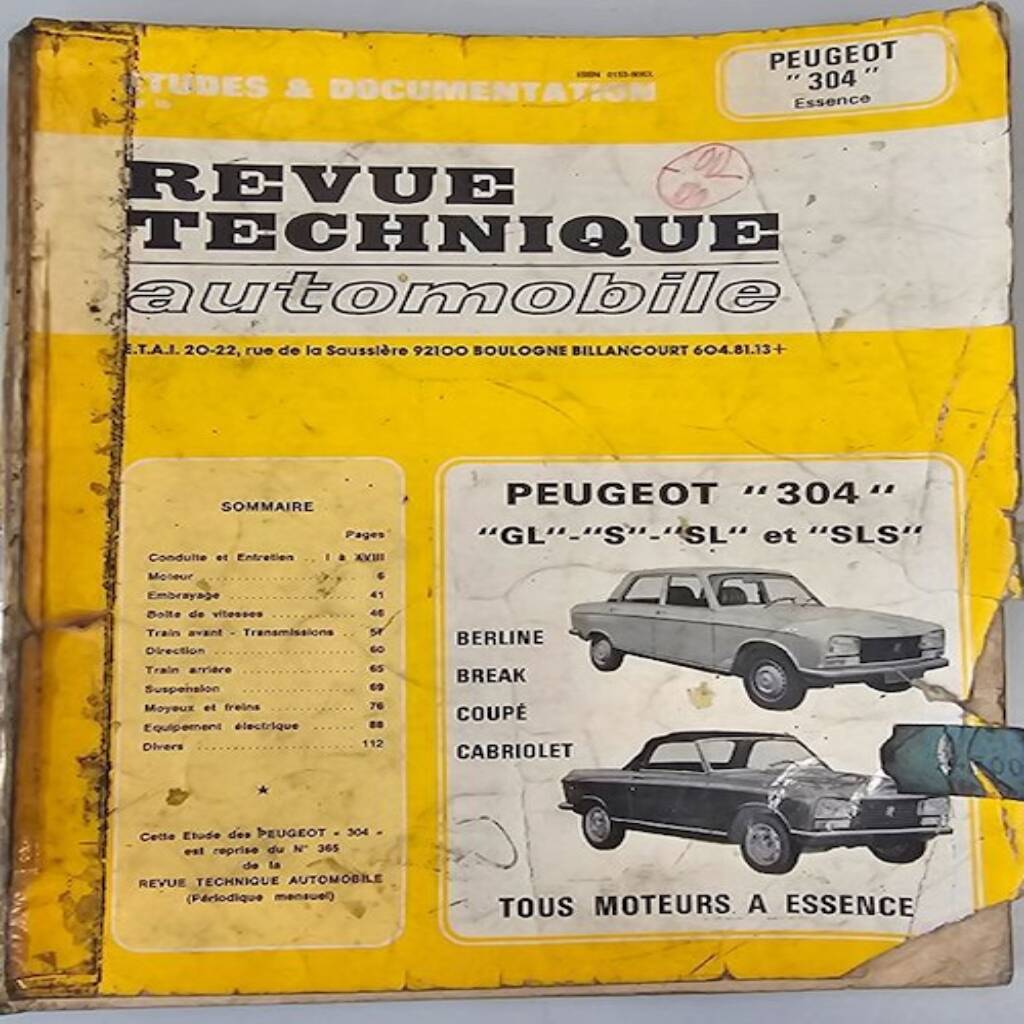 PEUGEOT
"304"
Essence
ETUDES & DOCUMENTATION
REVUE
TECHNIQUE
automobile
E.T.A.I. 20-22, rue de la Saussière 92100 BOULOGNE BILLANCOURT 604.81.13+
SOMMAIRE
Pages
Conduite et Entretien .. I à XVIII
Moteur .................... 6
Embrayage ................ 41
Boîte de vitesses ............ 46
Train avant - Transmissions .. 57
Direction .................. 60
Train arrière ................ 65
Suspension ................ 69
Moyeux et freins ............ 76
Equipement électrique ...... 88
Divers .................... 112
★
Cette Etude des PEUGEOT « 304 »
est reprise du N° 365
de la
REVUE TECHNIQUE AUTOMOBILE
(Périodique mensuel)
PEUGEOT "304"
"GL"-"S"-"SL" et "SLS"
BERLINE
BREAK
COUPÉ
CABRIOLET
TOUS MOTEURS A ESSENCE